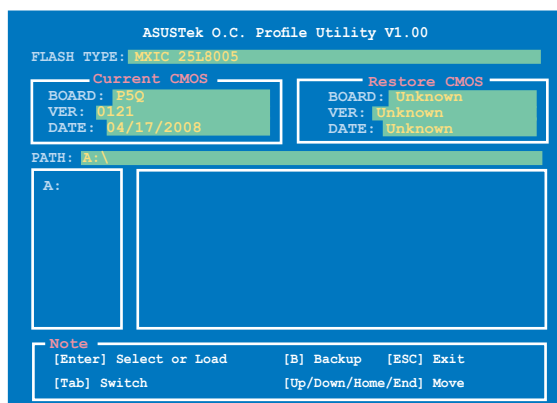 ASUSTek O.C. Profile Utility V1.00
FLASH TYPE: MXIC 25L8005
Current CMOS
BOARD: P5Q
VER: 0121
DATE: 04/17/2008
Restore CMOS
BOARD: Unknown
VER: Unknown
DATE: Unknown
PATH: A:\
A:
Note
[Enter] Select or Load [B] Backup [ESC] Exit
[Tab] Switch [Up/Down/Home/End] Move